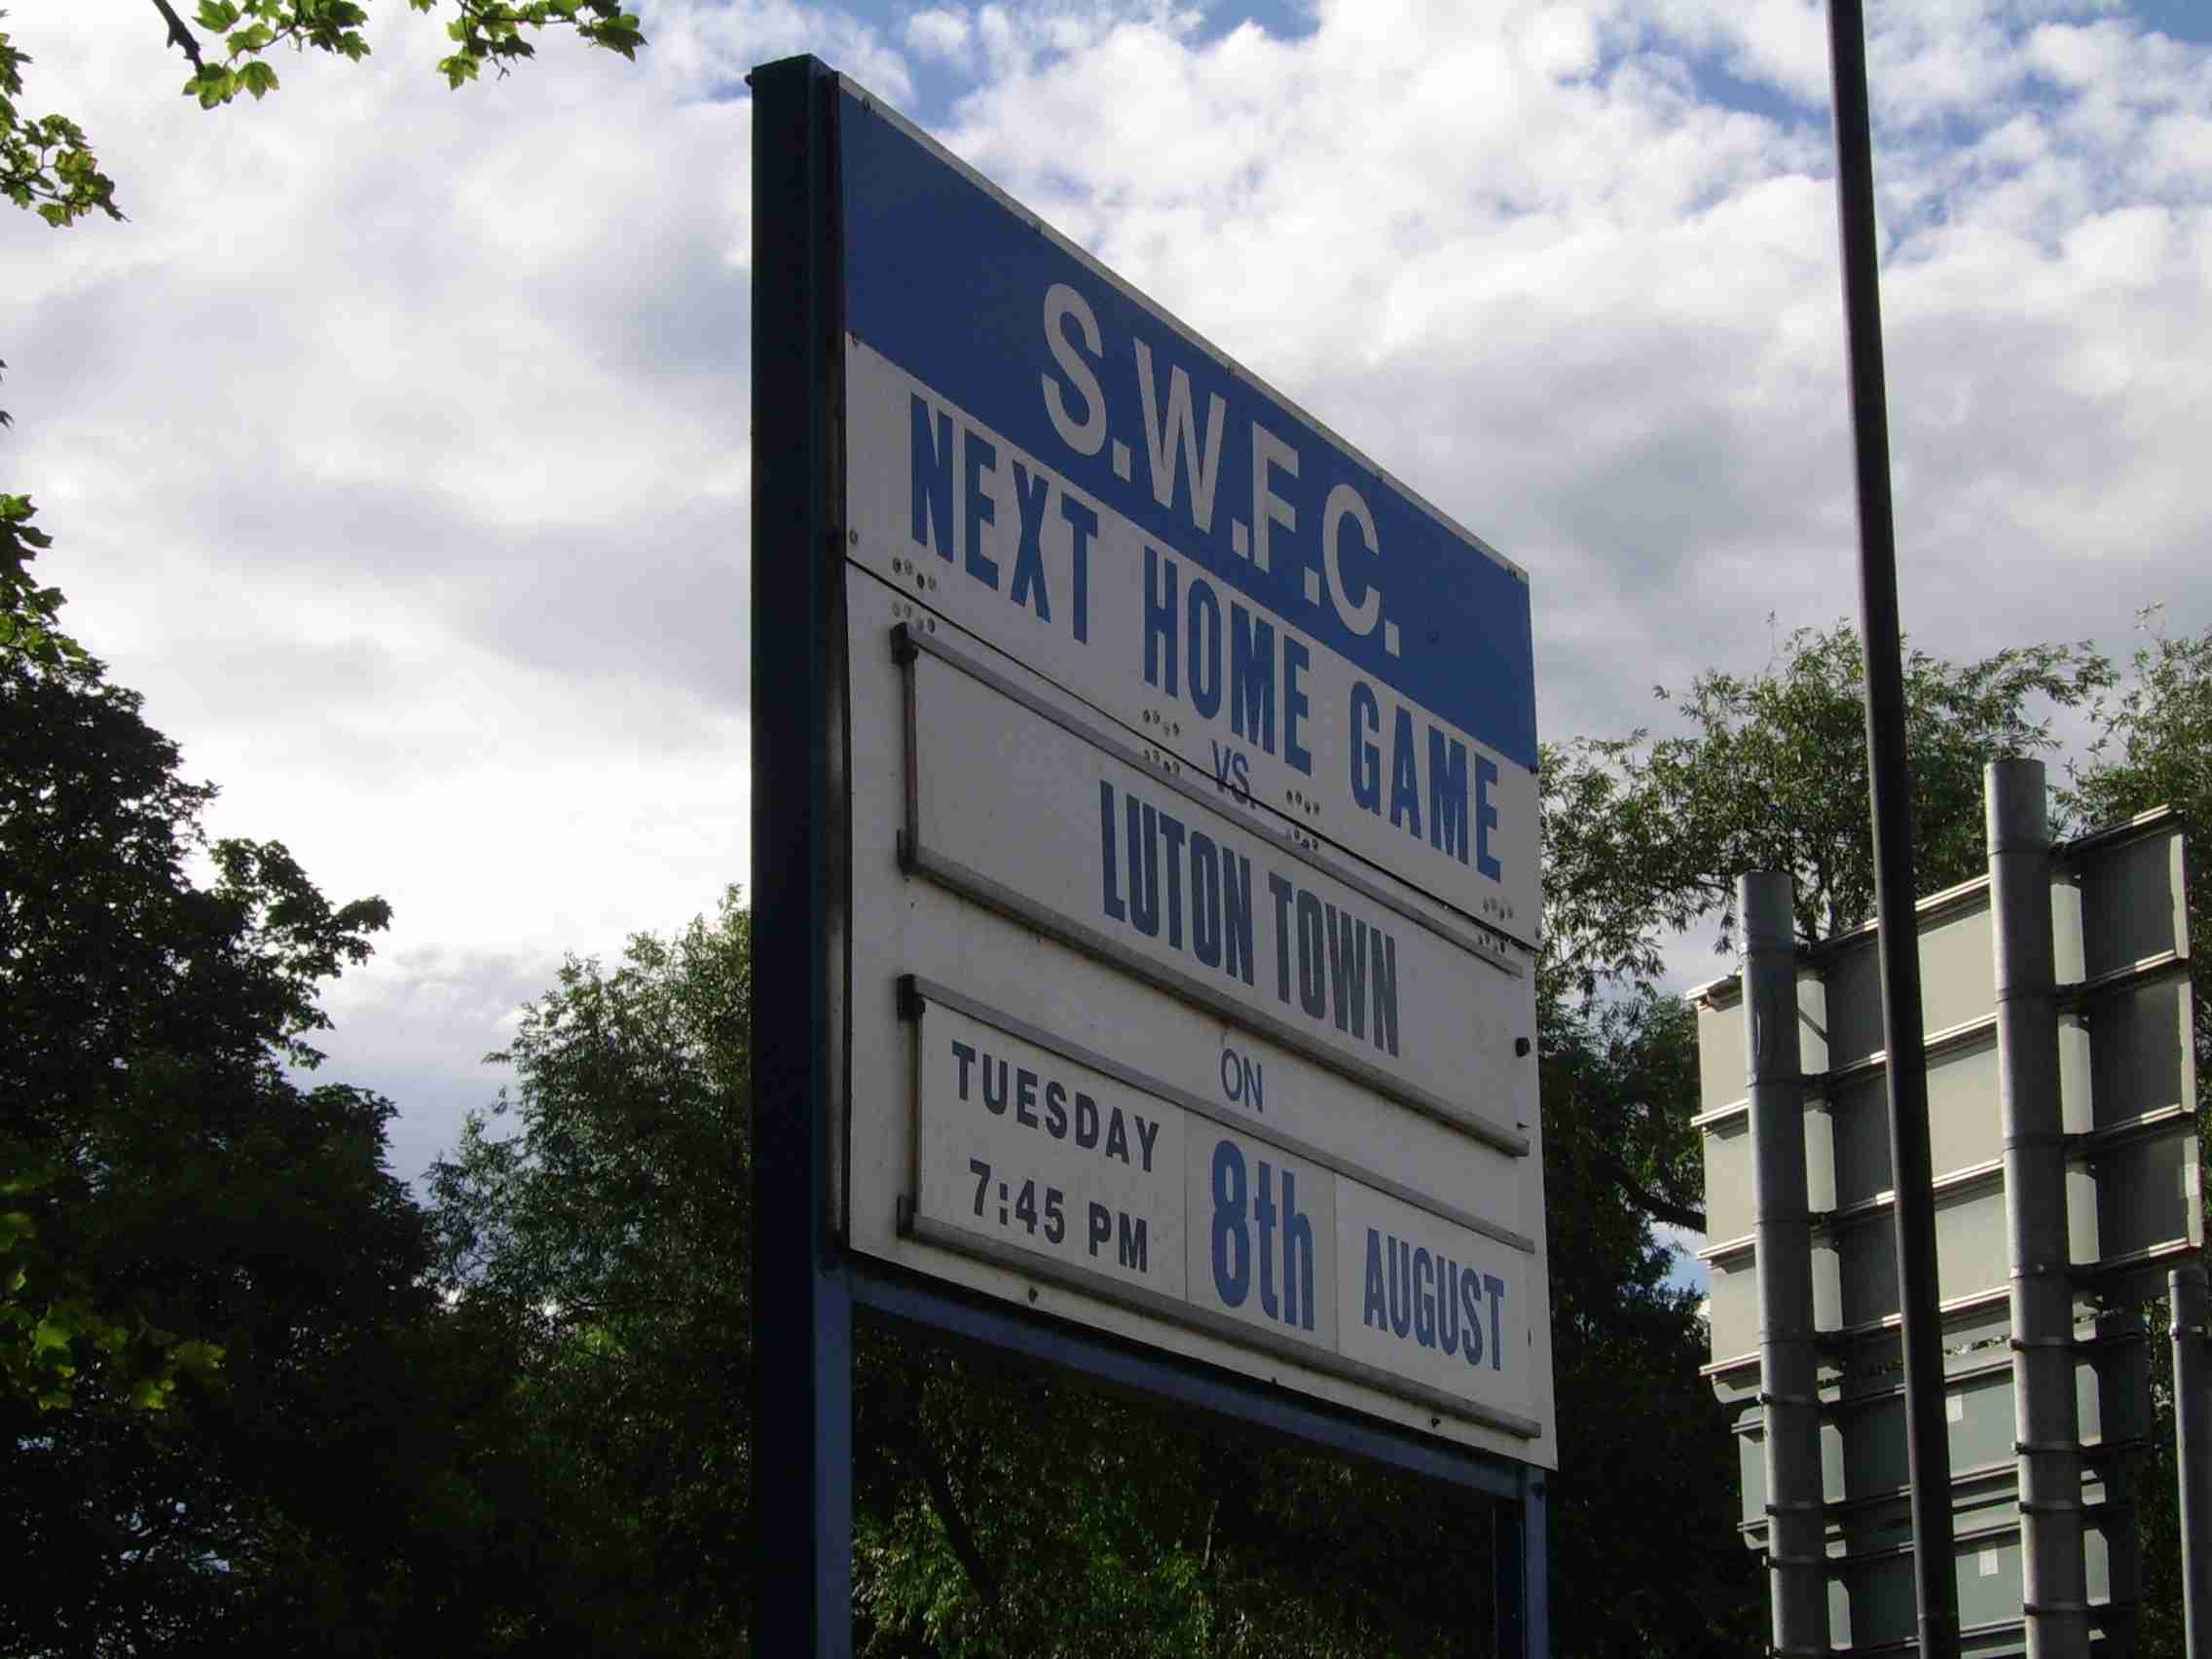 S.W.F.C.
NEXT HOME GAME
VS.
LUTON TOWN
ON
TUESDAY
7:45 PM
8th
AUGUST